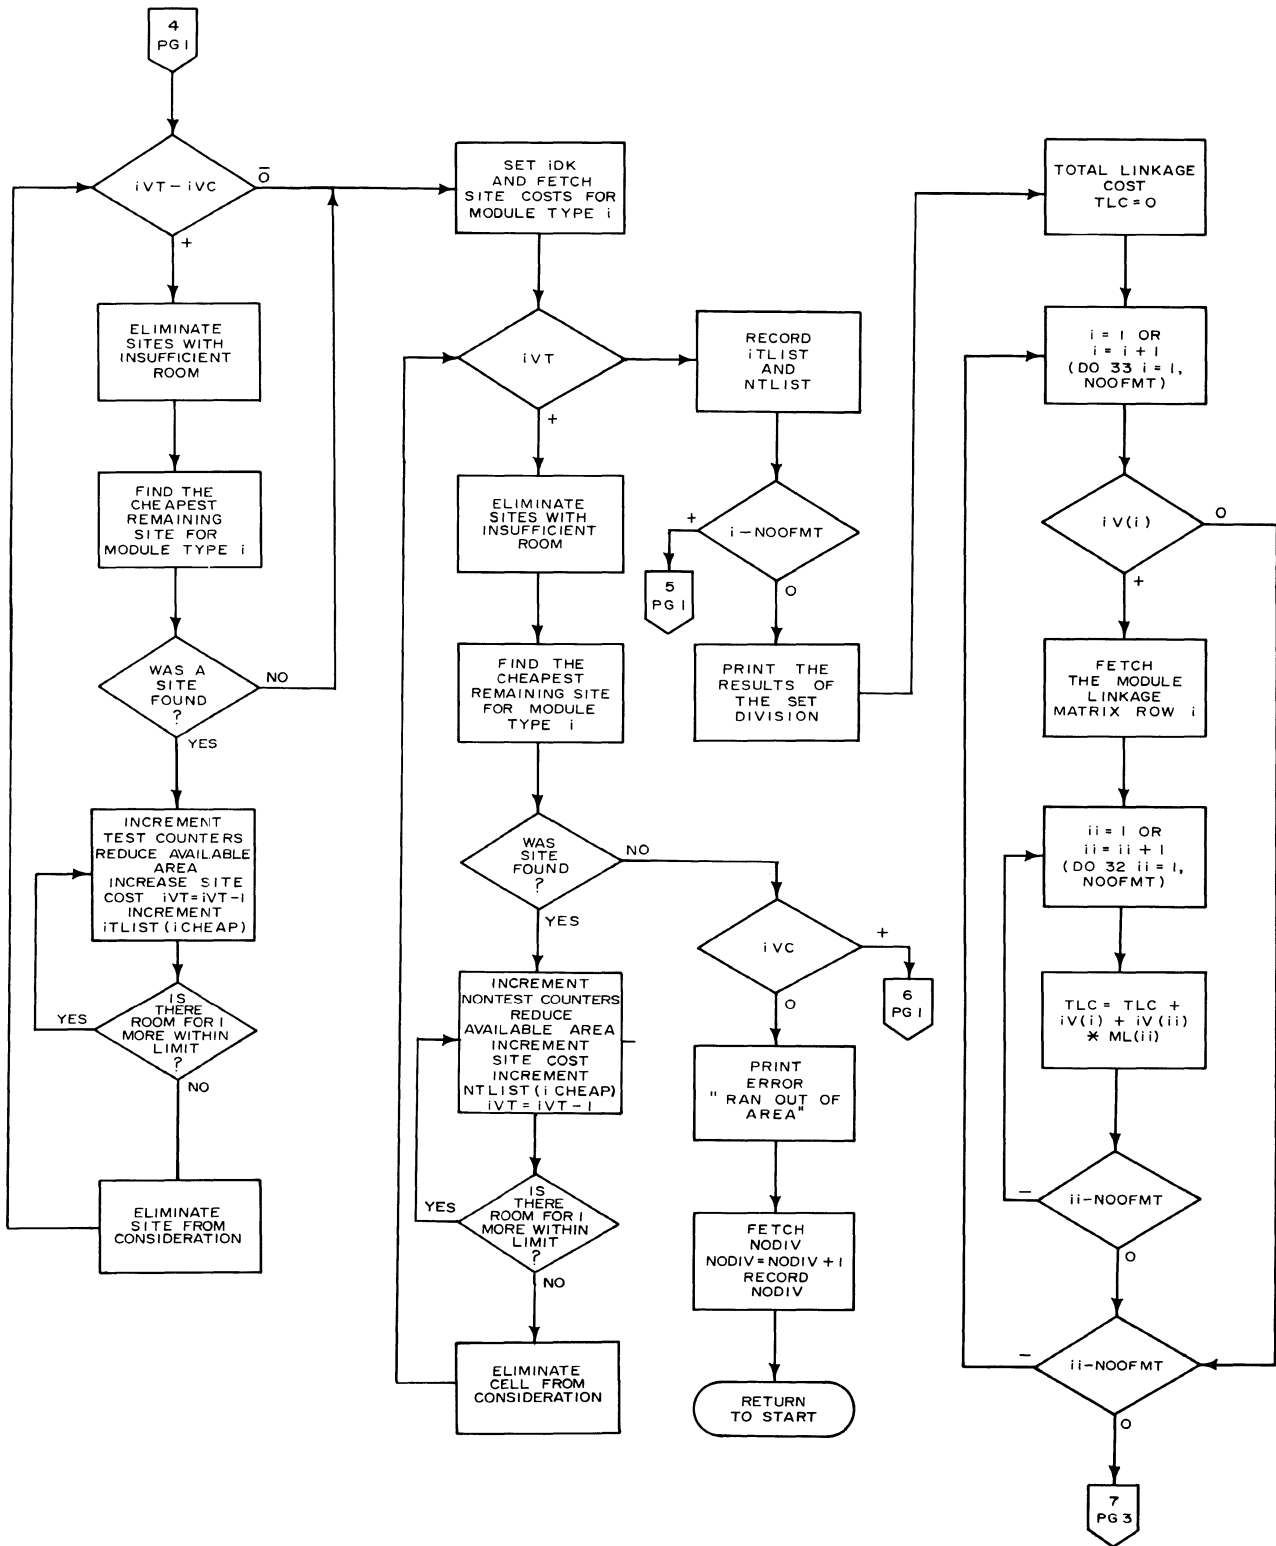 4
PG 1
iVT-iVC
-
0
+
ELIMINATE
SITES WITH
INSUFFICIENT
ROOM
FIND THE
CHEAPEST
REMAINING
SITE FOR
MODULE TYPE i
WAS A
SITE
FOUND
?
NO
YES
INCREMENT
TEST COUNTERS
REDUCE AVAILABLE
AREA
INCREASE SITE
COST iVT=iVT-1
INCREMENT
iTLIST(iCHEAP)
IS
THERE
ROOM FOR 1
MORE WITHIN
LIMIT
?
YES
NO
ELIMINATE
SITE FROM
CONSIDERATION
SET iDK
AND FETCH
SITE COSTS FOR
MODULE TYPE i
iVT
+
ELIMINATE
SITES WITH
INSUFFICIENT
ROOM
FIND THE
CHEAPEST
REMAINING SITE
FOR MODULE
TYPE i
WAS
SITE
FOUND
?
NO
YES
INCREMENT
NONTEST COUNTERS
REDUCE
AVAILABLE AREA
INCREMENT
SITE COST
INCREMENT
NTLIST(iCHEAP)
iVT=iVT-1
IS
THERE
ROOM FOR 1
MORE WITHIN
LIMIT
?
YES
NO
ELIMINATE
CELL FROM
CONSIDERATION
RECORD
iTLIST
AND
NTLIST
i-NOOFMT
+
5
PG 1
0
PRINT THE
RESULTS OF
THE SET
DIVISION
iVC
+
6
PG 1
0
PRINT
ERROR
"RAN OUT OF
AREA"
FETCH
NODIV
NODIV=NODIV+1
RECORD
NODIV
RETURN
TO START
TOTAL LINKAGE
COST
TLC=0
i=1 OR
i=i+1
(DO 33 i=1,
NOOFMT)
iV(i)
0
+
FETCH
THE MODULE
LINKAGE
MATRIX ROW i
ii=1 OR
ii=ii+1
(DO 32 ii=1,
NOOFMT)
TLC=TLC+
iV(i)+iV(ii)
* ML(ii)
ii-NOOFMT
-
0
ii-NOOFMT
-
0
7
PG 3